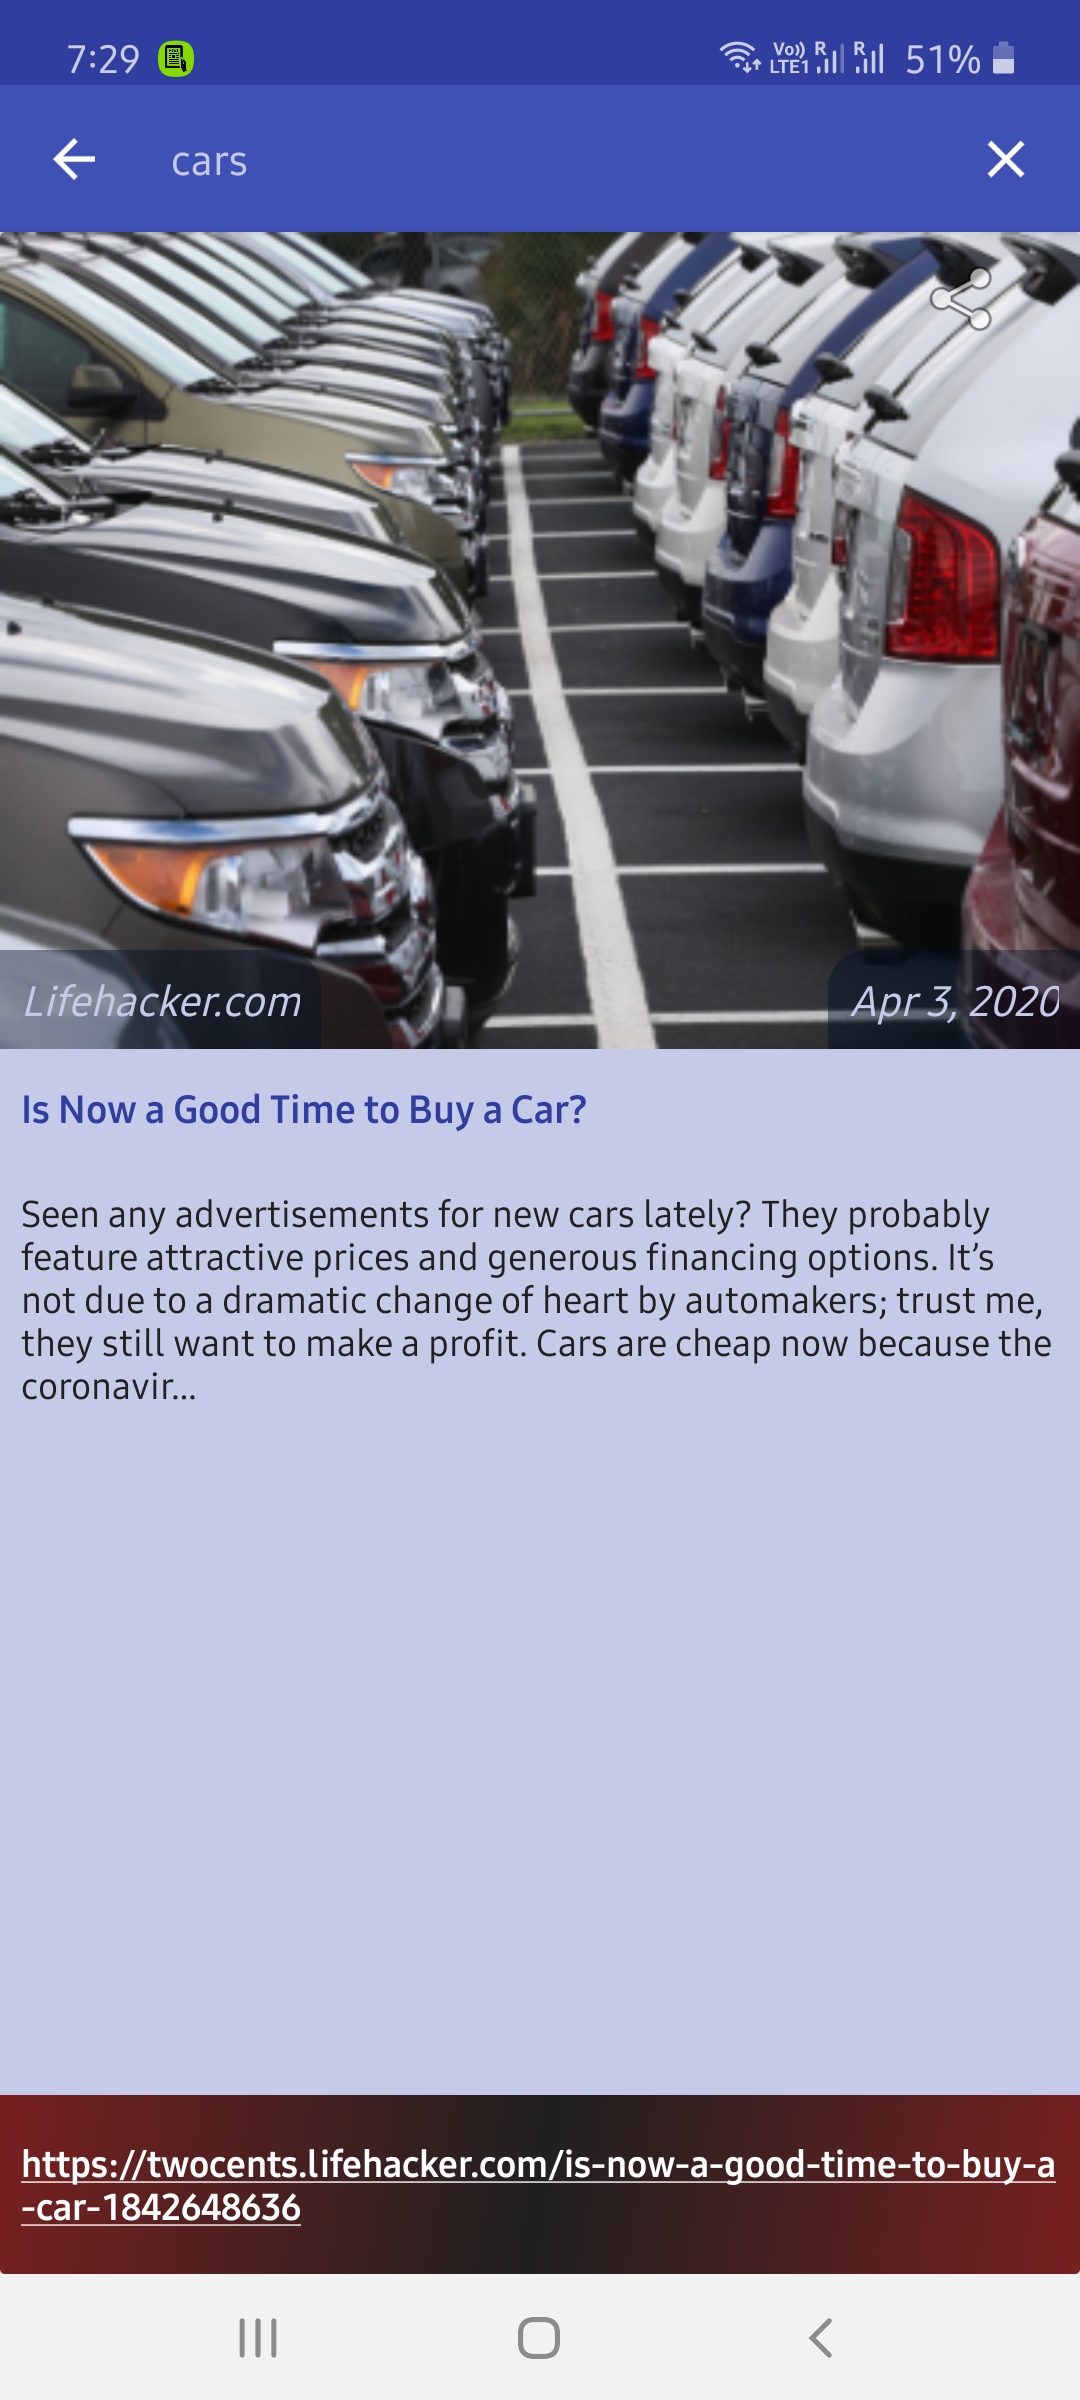 7:29
Vo)) R R 51%
LTE1
cars
Lifehacker.com
Apr 3, 2020
Is Now a Good Time to Buy a Car?
Seen any advertisements for new cars lately? They probably
feature attractive prices and generous financing options. It’s
not due to a dramatic change of heart by automakers; trust me,
they still want to make a profit. Cars are cheap now because the
coronavir...
https://twocents.lifehacker.com/is-now-a-good-time-to-buy-a
-car-1842648636